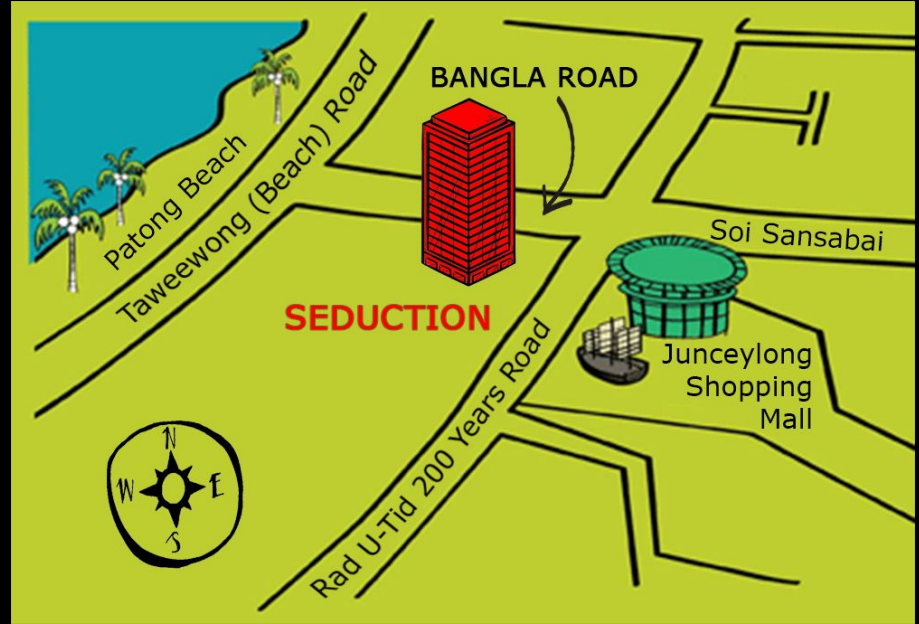 BANGLA ROAD
Patong Beach
Taweewong (Beach) Road
Soi Sansabai
SEDUCTION
Junceylong
Shopping
Mall
Rad U-Tid 200 Years Road
N
W
E
S